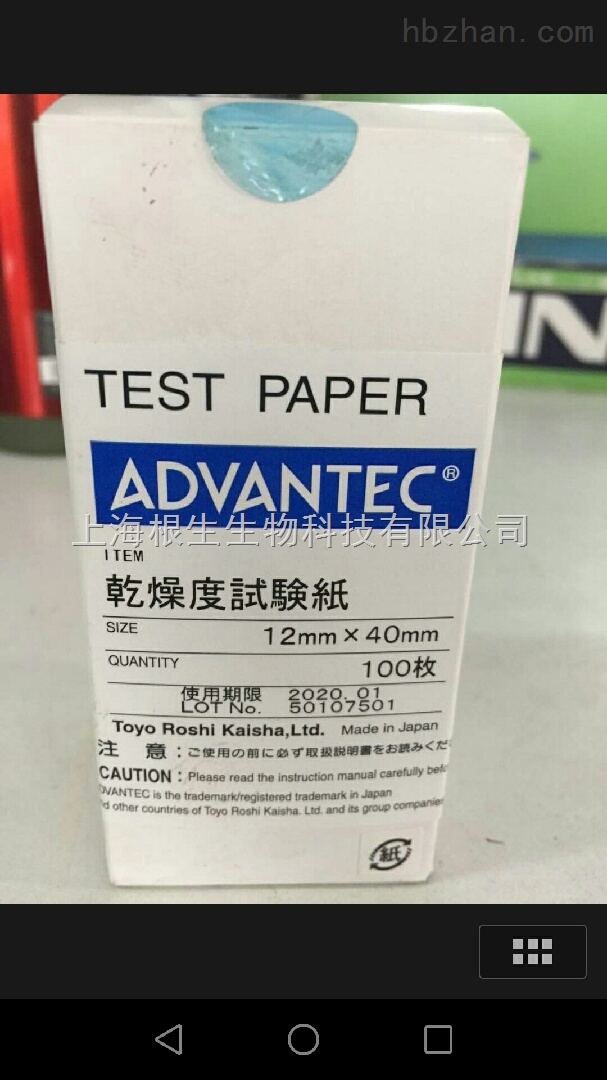 hbzhan.com
TEST PAPER
ADVANTEC®
上海根生生物科技有限公司
ITEM
乾燥度試験紙
SIZE 12mm×40mm
QUANTITY 100枚
使用期限 2020.01
LOT No. 50107501
Toyo Roshi Kaisha,Ltd. Made in Japan
注 意：ご使用の前に必ず取扱説明書をお読みくだ
CAUTION : Please read the instruction manual carefully befo
DVANTEC is the trademark/registered trademark in Japan
d other countries of Toyo Roshi Kaisha. Ltd. and its group companies
紙
IN